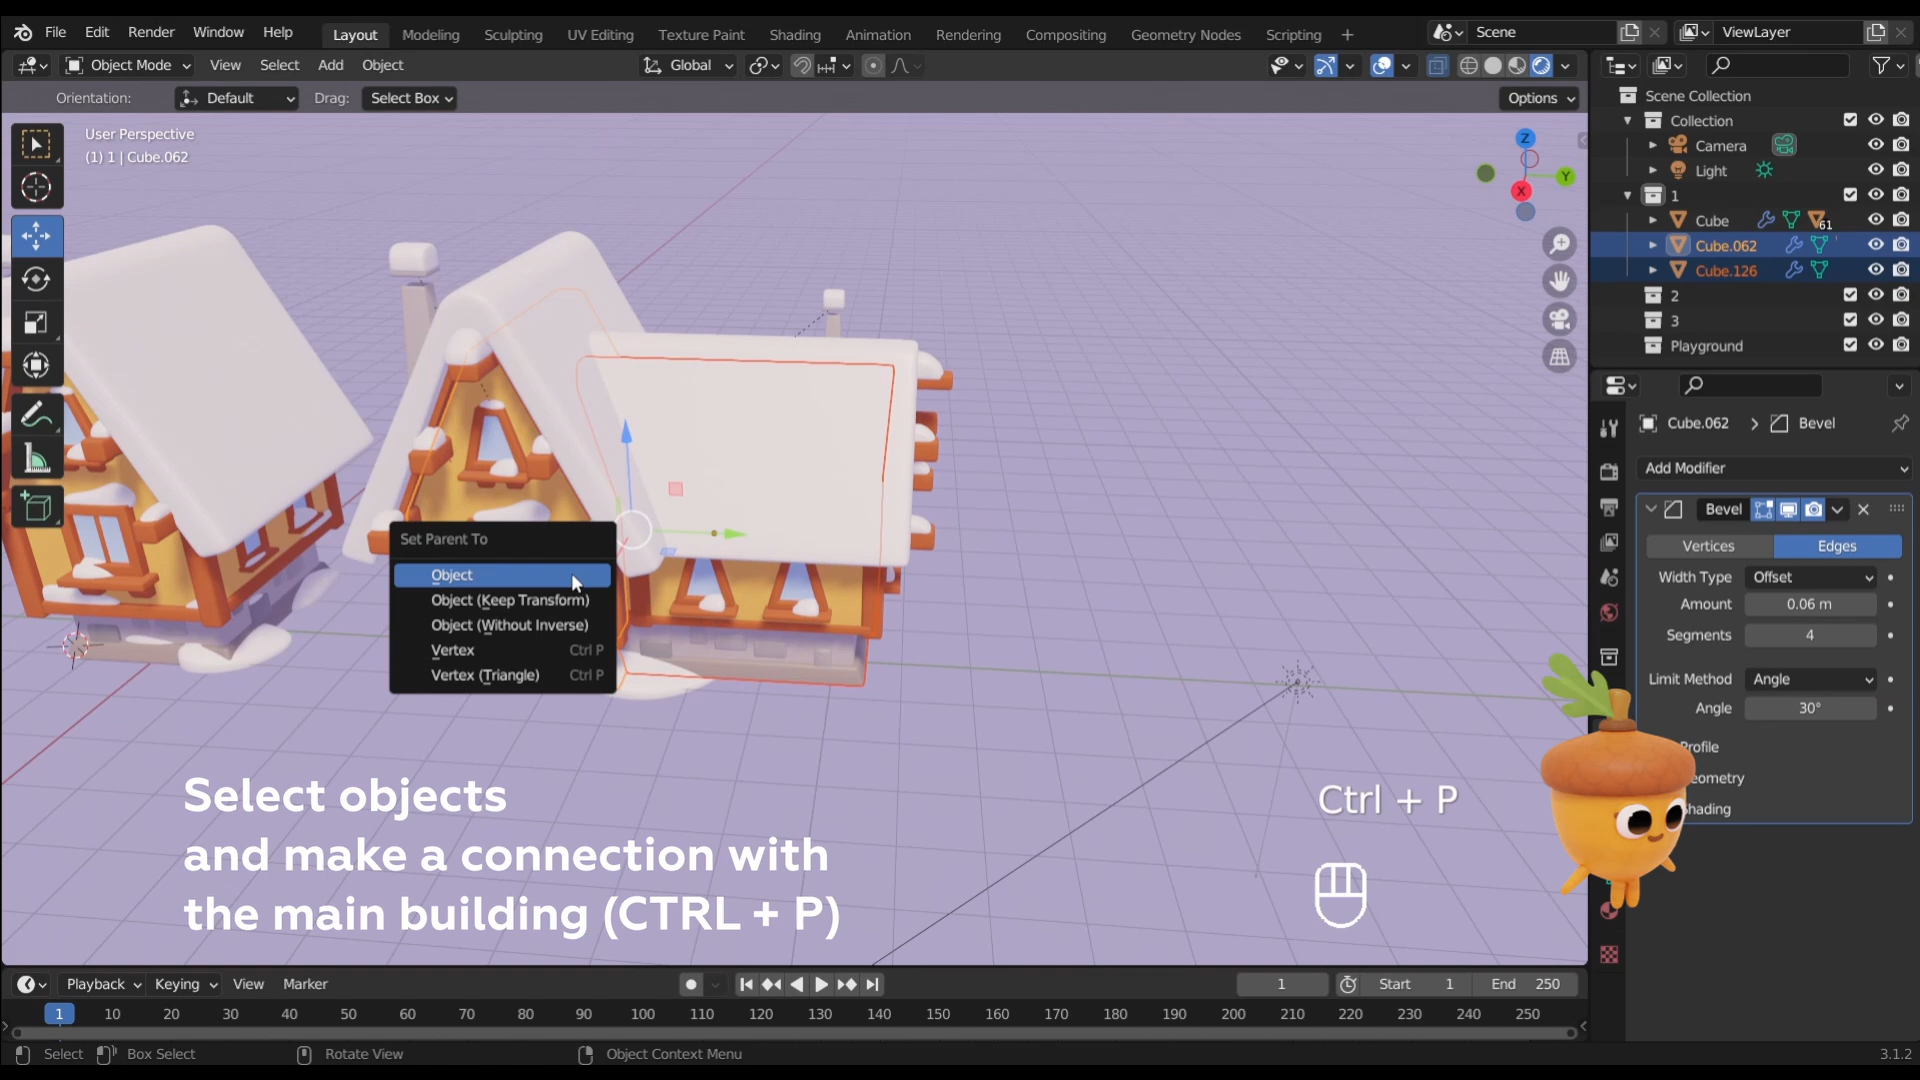 File Edit Render Window Help Layout Modeling Sculpting UV Editing Texture Paint Shading Animation Rendering Compositing Geometry Nodes Scripting + Scene ViewLayer
Object Mode View Select Add Object Global
Orientation: Default Drag: Select Box Options
User Perspective
(1) 1 | Cube.062
Z
Y
X
Scene Collection
Collection
Camera
Light
1
Cube 61
Cube.062
Cube.126
2
3
Playground
Cube.062 > Bevel
Add Modifier
Bevel
Vertices Edges
Width Type Offset
Amount 0.06 m
Segments 4
Limit Method Angle
Angle 30°
Profile
eometry
hading
Set Parent To
Object
Object (Keep Transform)
Object (Without Inverse)
Vertex Ctrl P
Vertex (Triangle) Ctrl P
Select objects
and make a connection with
the main building (CTRL + P)
Ctrl + P
Playback Keying View Marker 1 Start 1 End 250
1 10 20 30 40 50 60 70 80 90 100 110 120 130 140 150 160 170 180 190 200 210 220 230 240 250
Select Box Select Rotate View Object Context Menu 3.1.2